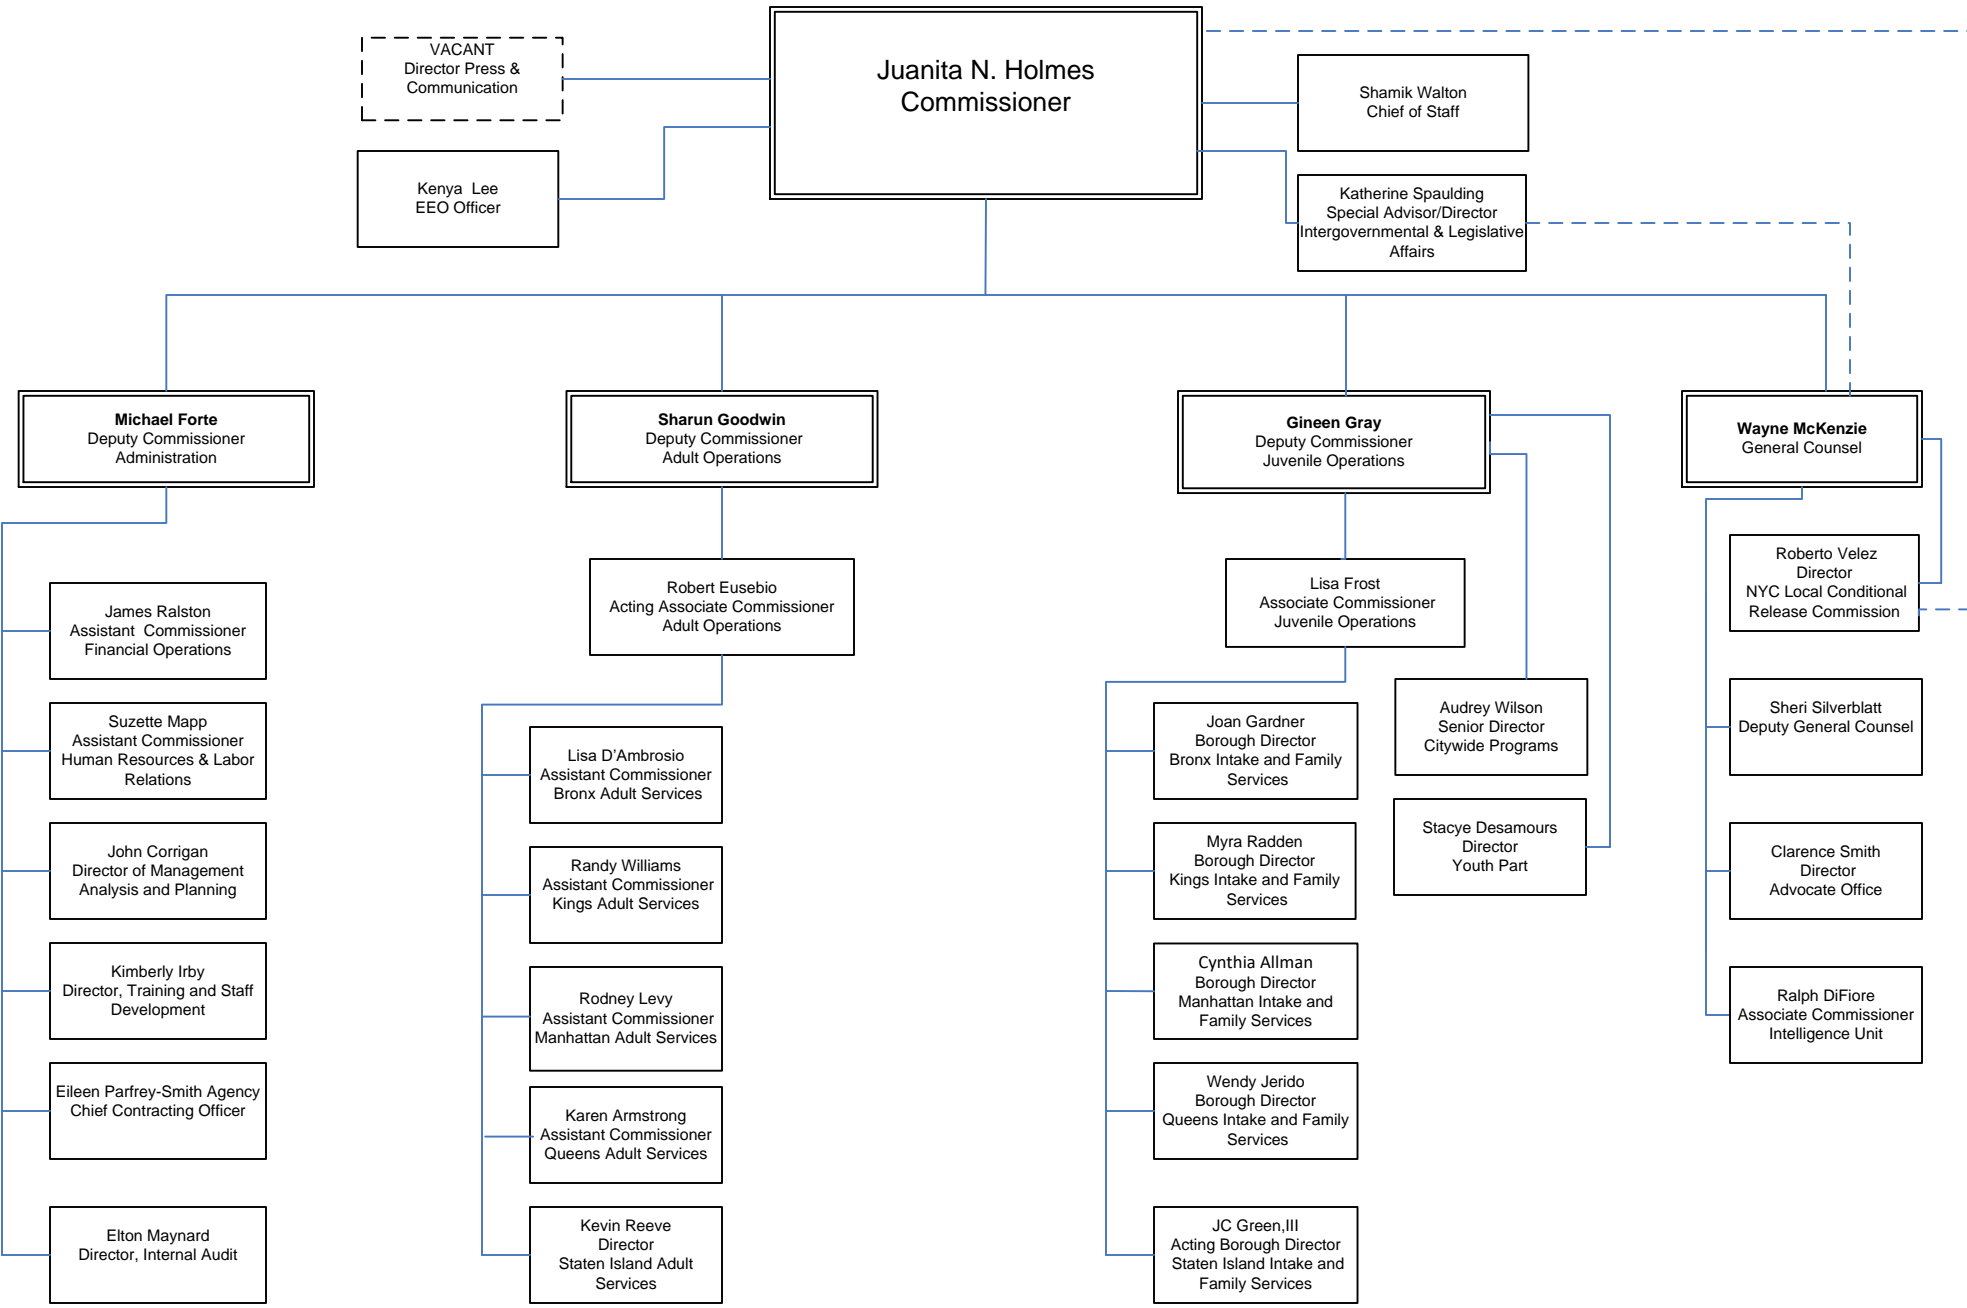 VACANT
Director Press &
Communication
Juanita N. Holmes
Commissioner
Shamik Walton
Chief of Staff
Kenya  Lee
EEO Officer
Katherine Spaulding
Special Advisor/Director
Intergovernmental & Legislative
Affairs
Michael Forte
Deputy Commissioner
Administration
Sharun Goodwin
Deputy Commissioner
Adult Operations
Gineen Gray
Deputy Commissioner
Juvenile Operations
Wayne McKenzie
General Counsel
James Ralston
Assistant  Commissioner
Financial Operations
Suzette Mapp
Assistant Commissioner
Human Resources & Labor
Relations
John Corrigan
Director of Management
Analysis and Planning
Kimberly Irby
Director, Training and Staff
Development
Eileen Parfrey-Smith Agency
Chief Contracting Officer
Elton Maynard
Director, Internal Audit
Robert Eusebio
Acting Associate Commissioner
Adult Operations
Lisa D’Ambrosio
Assistant Commissioner
Bronx Adult Services
Randy Williams
Assistant Commissioner
Kings Adult Services
Rodney Levy
Assistant Commissioner
Manhattan Adult Services
Karen Armstrong
Assistant Commissioner
Queens Adult Services
Kevin Reeve
Director
Staten Island Adult
Services
Lisa Frost
Associate Commissioner
Juvenile Operations
Joan Gardner
Borough Director
Bronx Intake and Family
Services
Myra Radden
Borough Director
Kings Intake and Family
Services
Cynthia Allman
Borough Director
Manhattan Intake and
Family Services
Wendy Jerido
Borough Director
Queens Intake and Family
Services
JC Green,III
Acting Borough Director
Staten Island Intake and
Family Services
Audrey Wilson
Senior Director
Citywide Programs
Stacye Desamours
Director
Youth Part
Roberto Velez
Director
NYC Local Conditional
Release Commission
Sheri Silverblatt
Deputy General Counsel
Clarence Smith
Director
Advocate Office
Ralph DiFiore
Associate Commissioner
Intelligence Unit